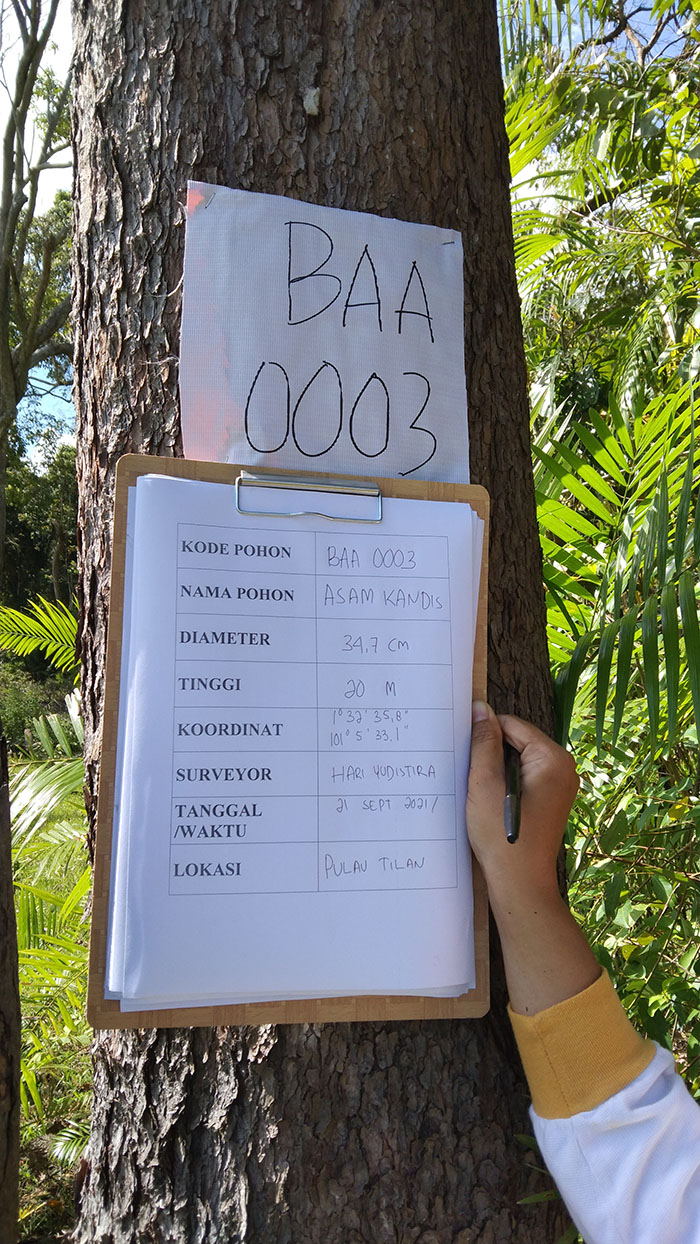 BAA
0003
KODE POHON BAA 0003
NAMA POHON ASAM KANDIS
DIAMETER 34,7 cm
TINGGI 20 M
KOORDINAT 1° 32' 35,8"
101° 5' 33.1"
SURVEYOR HARI YUDISTIRA
TANGGAL 21 SEPT 2021/
/WAKTU
LOKASI PULAU TILAN